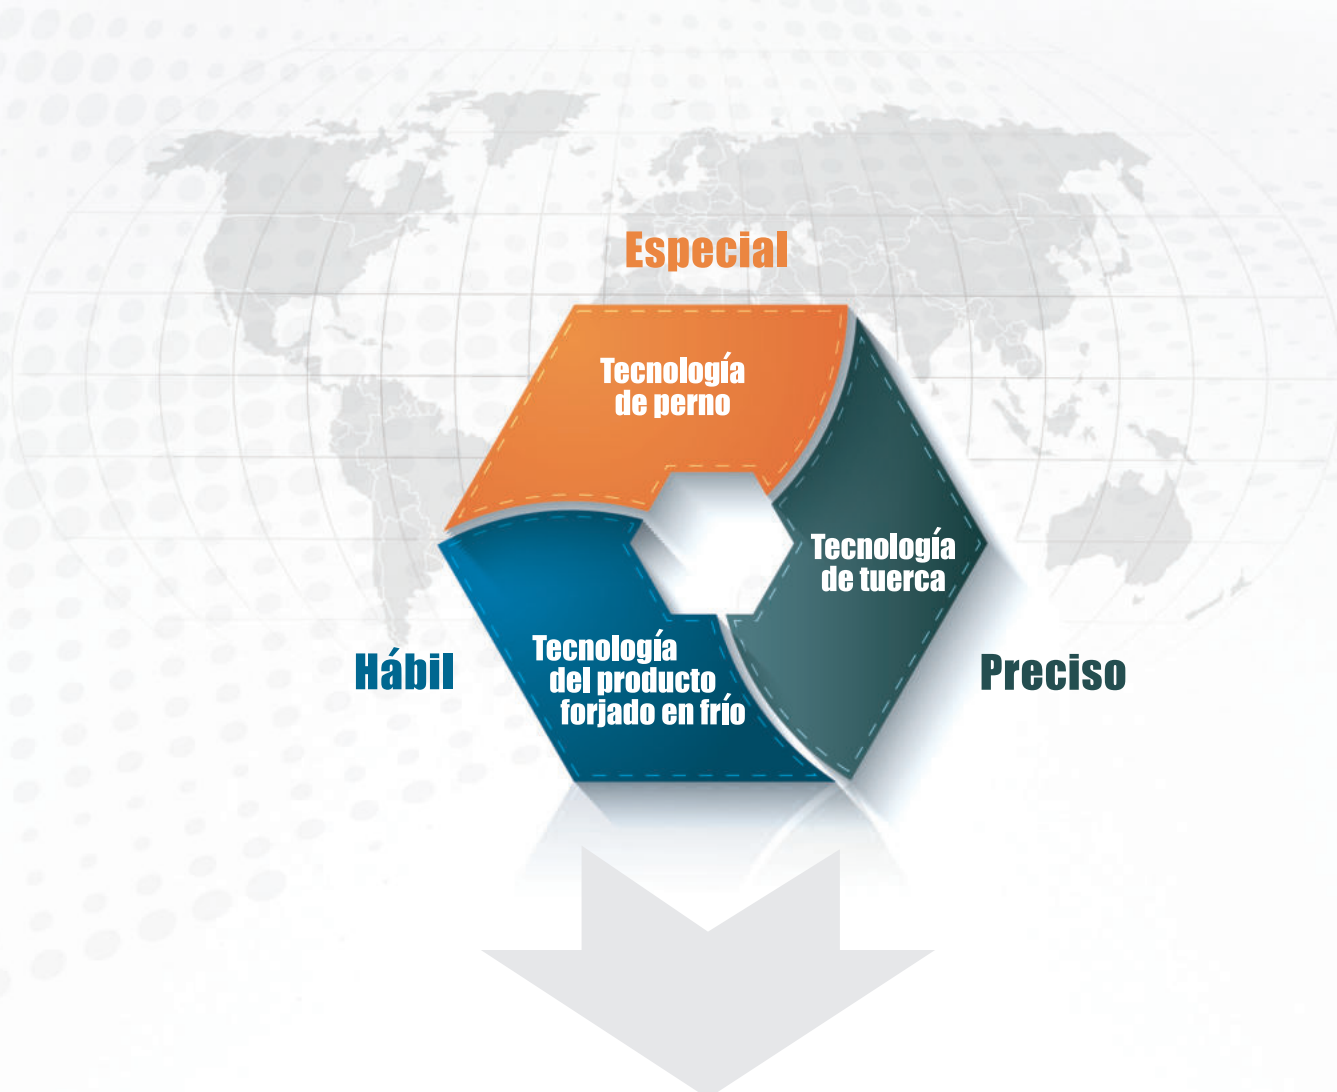 Especial
Tecnología
de perno
Tecnología
de tuerca
Hábil
Tecnología
del producto
forjado en frío
Preciso